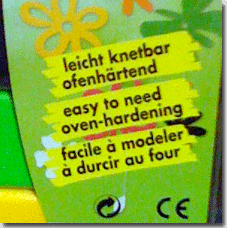 leicht knetbar
ofenhärtend
easy to need
oven-hardening
facile à modeler
à durcir au four
CE